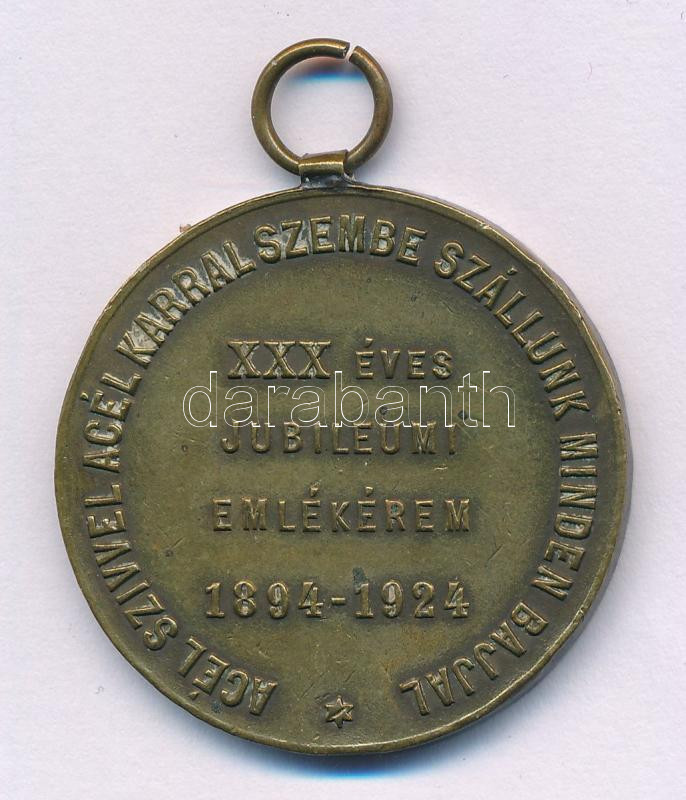 ACÉL SZIVVEL ACÉL KARRAL SZEMBE SZÁLLUNK MINDEN BAJJAL
XXX ÉVES
darabanth
JUBILEUMI
EMLÉKÉREM
1894-1924